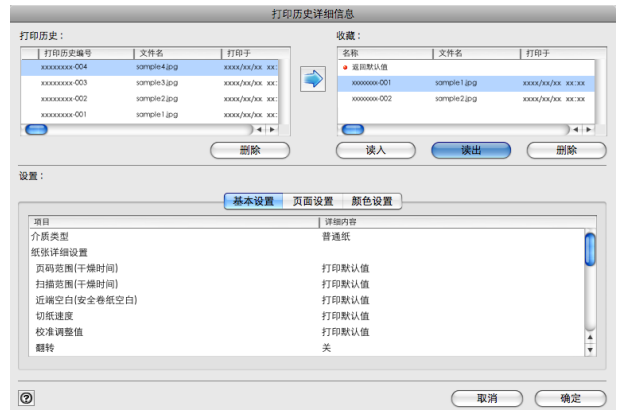 打印历史详细信息
打印历史： 收藏：
打印历史编号 文件名 打印于 名称 文件名 打印于
xxxxxxxx-004 sample4.jpg xxxx/xx/xx xx: 返回默认值
xxxxxxxx-003 sample3.jpg xxxx/xx/xx xx: xxxxxxxx-001 sample1.jpg xxxx/xx/xx xx:xx
xxxxxxxx-002 sample2.jpg xxxx/xx/xx xx: xxxxxxxx-002 sample2.jpg xxxx/xx/xx xx:xx
xxxxxxxx-001 sample1.jpg xxxx/xx/xx xx:
删除 读人 读出 删除
设置：
基本设置 页面设置 颜色设置
项目 详细内容
介质类型 普通纸
纸张详细设置
页码范围(干燥时间) 打印默认值
扫描范围(干燥时间) 打印默认值
近端空白(安全卷纸空白) 打印默认值
切纸速度 打印默认值
校准调整值 打印默认值
翻转 关
? 取消 确定